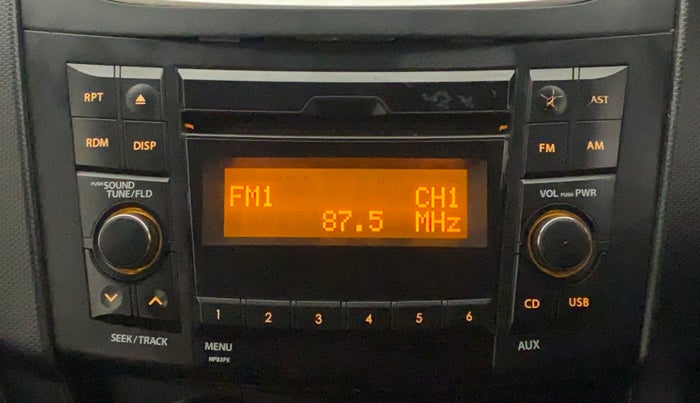 RPT
RDM
DISP
AST
FM
AM
PUSH SOUND
TUNE/FLD
FM1 CH1
87.5 MHz
VOL PUSH PWR
CD
USB
1 2 3 4 5 6
SEEK/TRACK
MENU
AUX